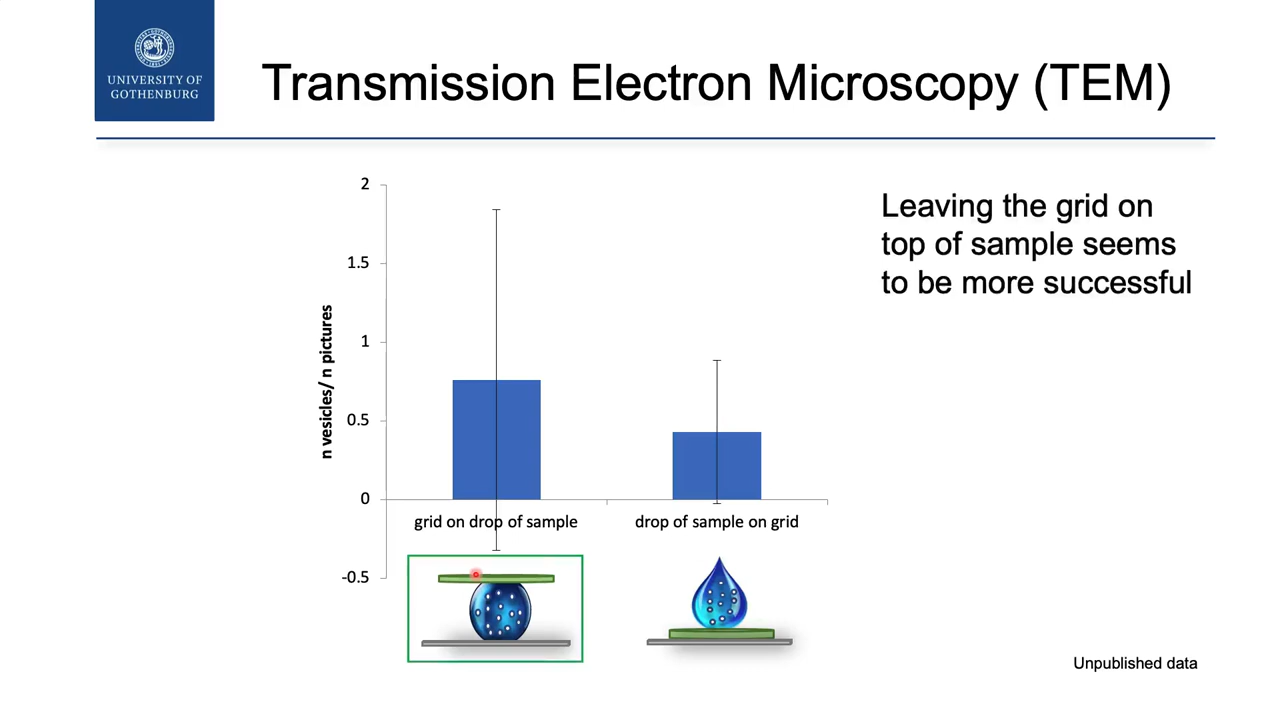 UNIVERSITY OF
GOTHENBURG
Transmission Electron Microscopy (TEM)
Leaving the grid on
top of sample seems
to be more successful
n vesicles/ n pictures
2
1.5
1
0.5
0
-0.5
grid on drop of sample
drop of sample on grid
Unpublished data